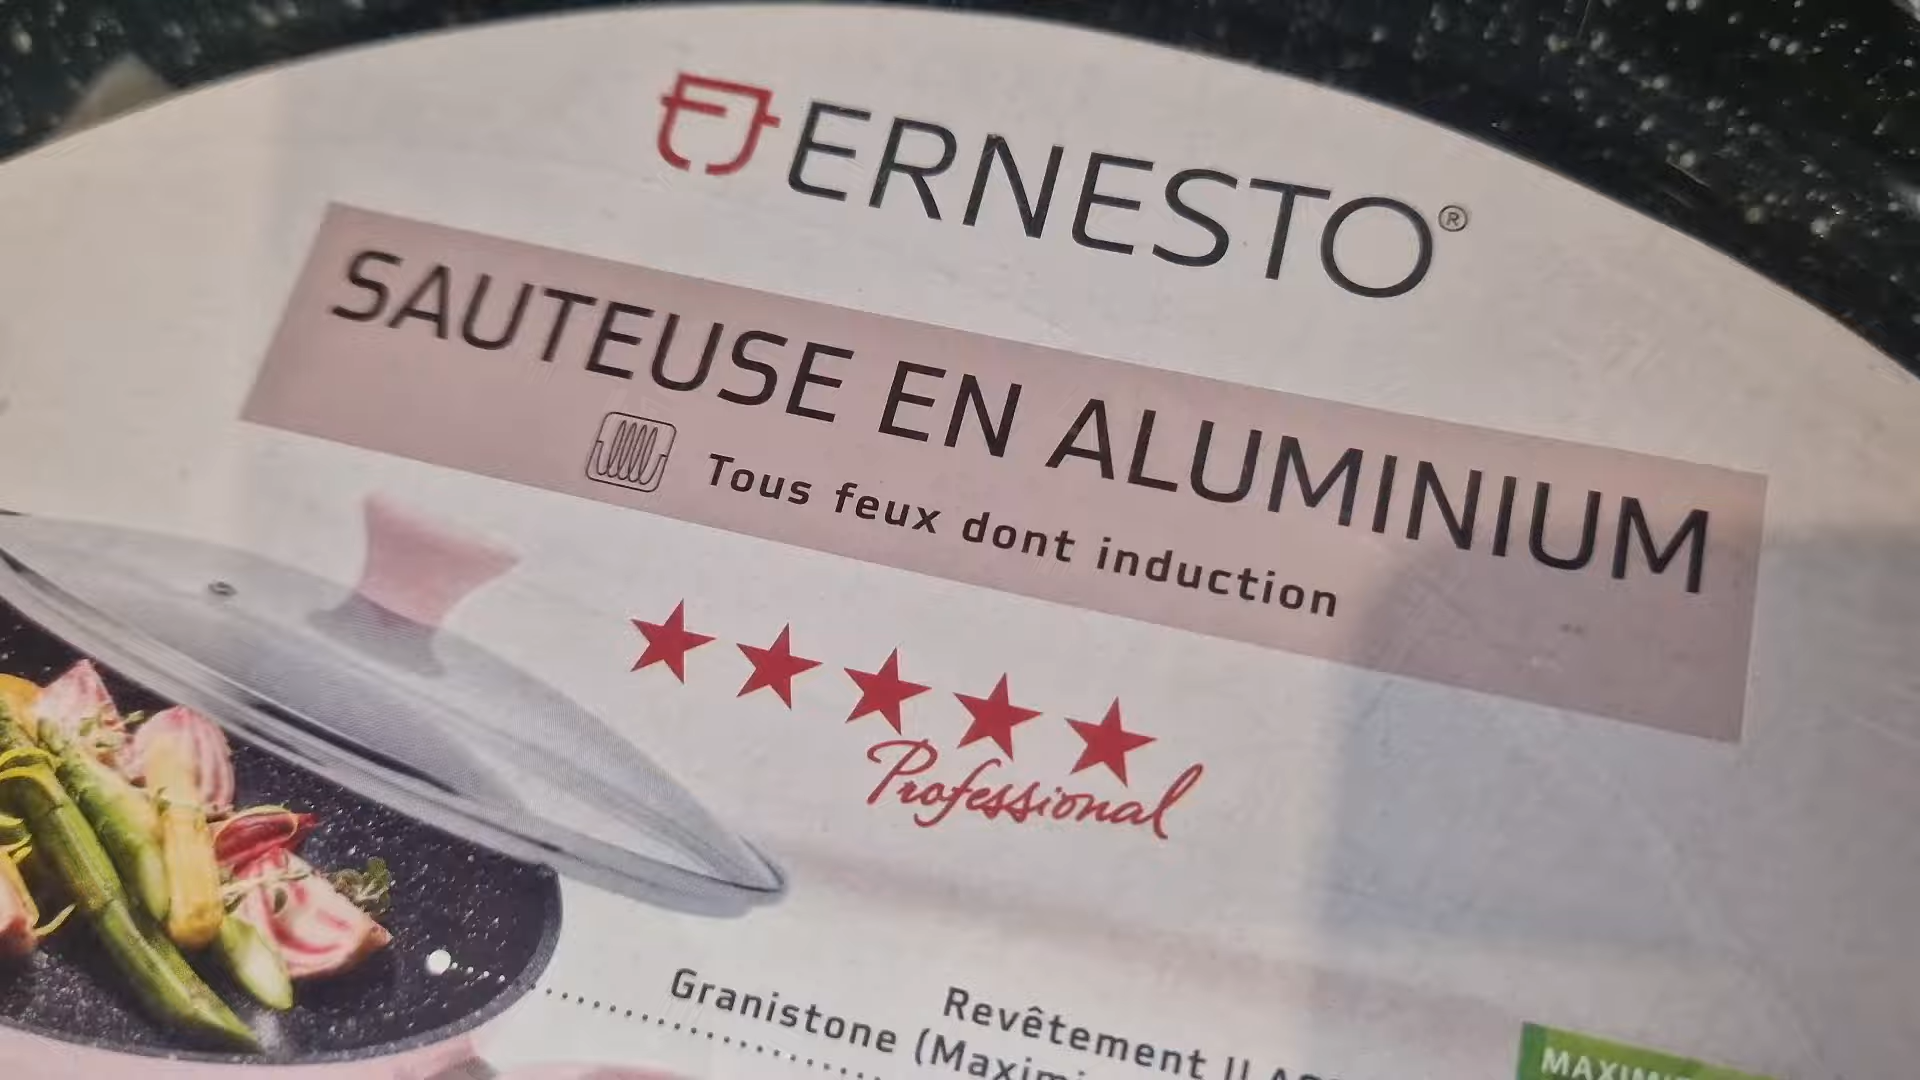 ERNESTO®
SAUTEUSE EN ALUMINIUM
Tous feux dont induction
Professional
Revêtement
Granistone